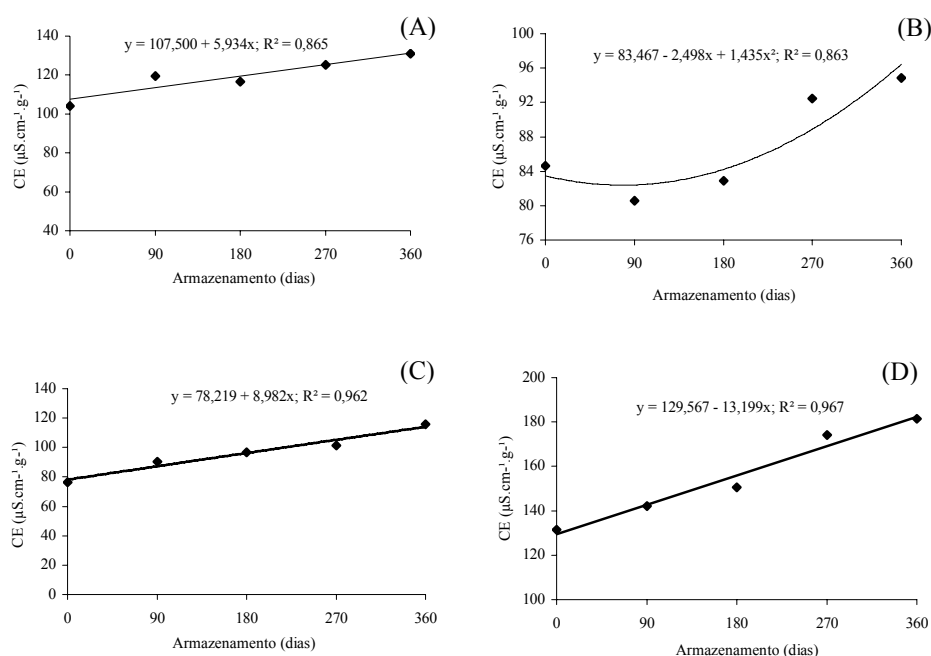 (A)
y = 107,500 + 5,934x; R² = 0,865
140
120
100
80
60
40
CE (µS.cm-¹.g-¹)
0 90 180 270 360
Armazenamento (dias)
(B)
y = 83,467 - 2,498x + 1,435x²; R² = 0,863
100
96
92
88
84
80
76
CE (µS.cm-¹.g-¹)
0 90 180 270 360
Armazenamento (dias)
(C)
y = 78,219 + 8,982x; R² = 0,962
140
120
100
80
60
40
20
0
CE (µS.cm-¹.g-¹)
0 90 180 270 360
Armazenamento (dias)
(D)
y = 129,567 - 13,199x; R² = 0,967
200
180
160
140
120
100
CE (µS.cm-¹.g-¹)
0 90 180 270 360
Armazenamento (dias)